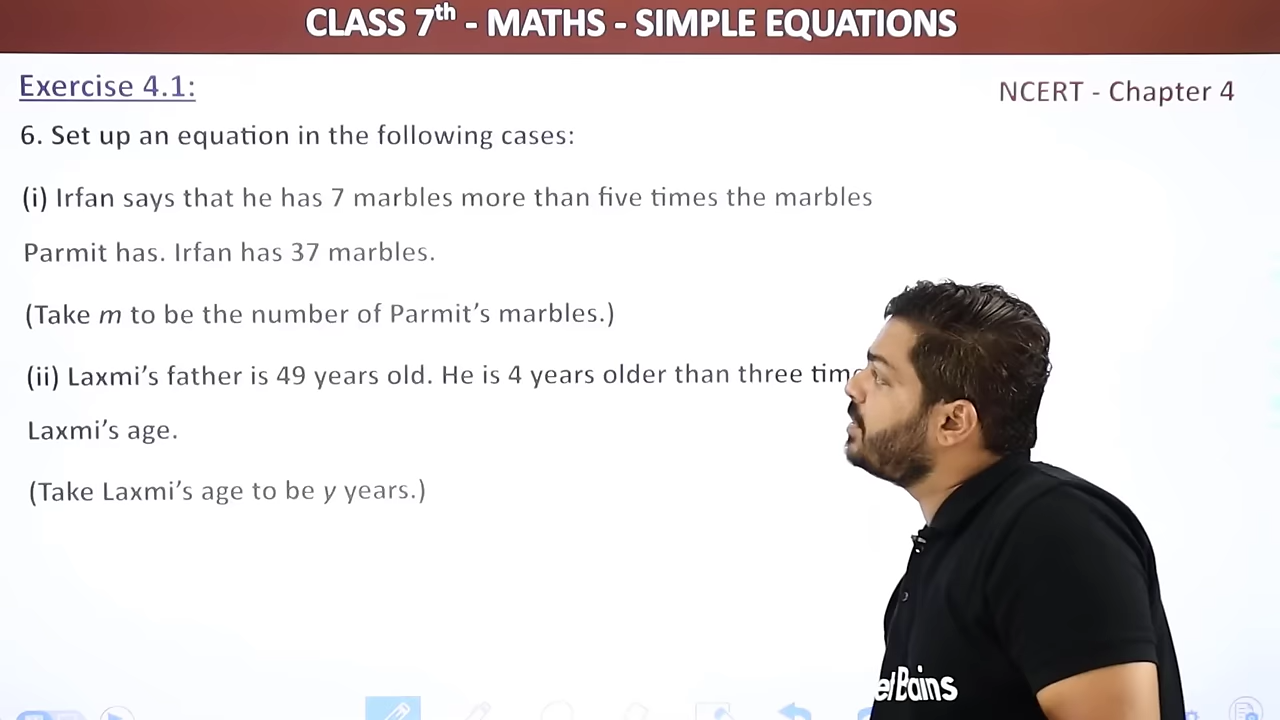 CLASS 7th - MATHS - SIMPLE EQUATIONS
Exercise 4.1:
NCERT - Chapter 4
6. Set up an equation in the following cases:
(i) Irfan says that he has 7 marbles more than five times the marbles
Parmit has. Irfan has 37 marbles.
(Take m to be the number of Parmit’s marbles.)
(ii) Laxmi’s father is 49 years old. He is 4 years older than three
Laxmi’s age.
(Take Laxmi’s age to be y years.)
Bains